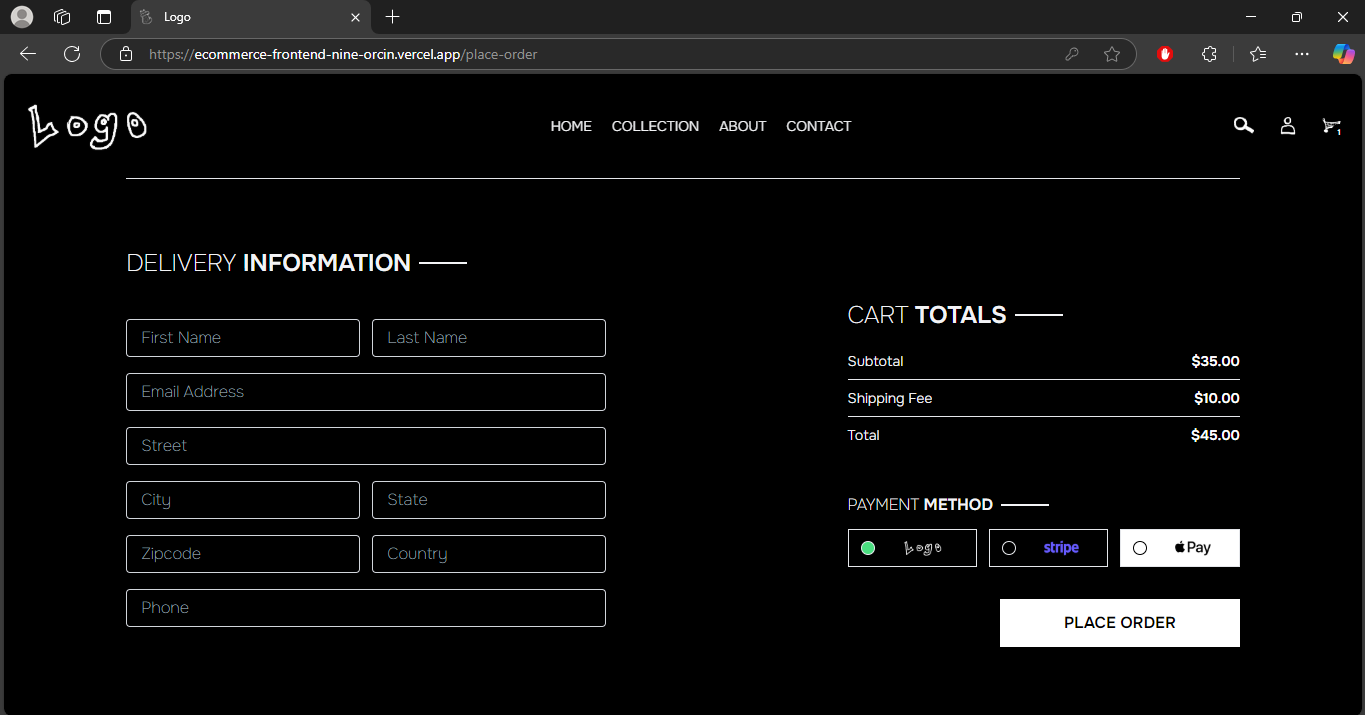 Logo
https://ecommerce-frontend-nine-orcin.vercel.app/place-order
Logo
HOME COLLECTION ABOUT CONTACT
1
DELIVERY INFORMATION
First Name Last Name
Email Address
Street
City State
Zipcode Country
Phone
CART TOTALS
Subtotal $35.00
Shipping Fee $10.00
Total $45.00
PAYMENT METHOD
Logo stripe Pay
PLACE ORDER